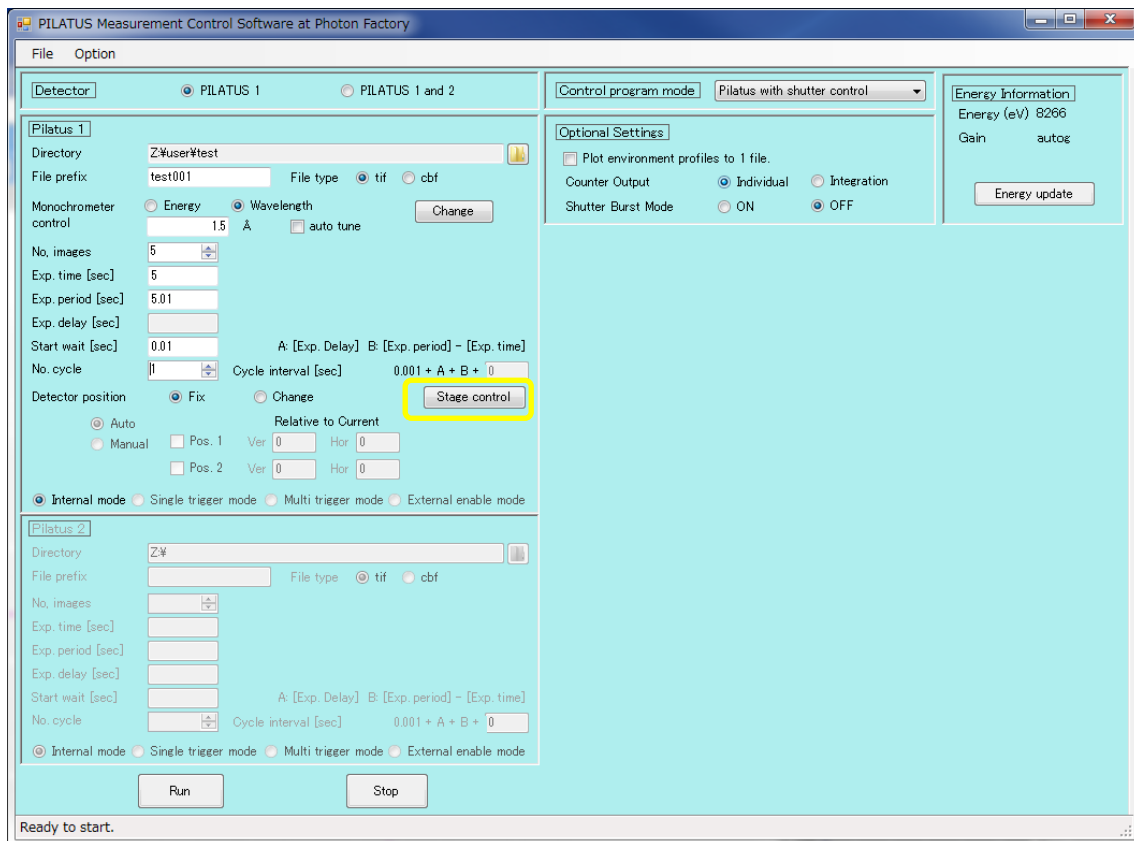 PILATUS Measurement Control Software at Photon Factory
File Option
Detector PILATUS 1 PILATUS 1 and 2
Control program mode Pilatus with shutter control
Energy Information
Energy (eV) 8266
Gain autog
Energy update
Optional Settings
Plot environment profiles to 1 file.
Counter Output Individual Integration
Shutter Burst Mode ON OFF
Pilatus 1
Directory Z:¥user¥test
File prefix test001 File type tif cbf
Monochrometer control Energy Wavelength Change
1.5 Å auto tune
No, images 5
Exp. time [sec] 5
Exp. period [sec] 5.01
Exp. delay [sec]
Start wait [sec] 0.01 A: [Exp. Delay] B: [Exp. period] - [Exp. time]
No. cycle 1 Cycle interval [sec] 0.001 + A + B + 0
Detector position Fix Change Stage control
Auto Relative to Current
Manual Pos. 1 Ver 0 Hor 0
Pos. 2 Ver 0 Hor 0
Internal mode Single trigger mode Multi trigger mode External enable mode
Pilatus 2
Directory Z:¥
File prefix File type tif cbf
No, images
Exp. time [sec]
Exp. period [sec]
Exp. delay [sec]
Start wait [sec] A: [Exp. Delay] B: [Exp. period] - [Exp. time]
No. cycle Cycle interval [sec] 0.001 + A + B + 0
Internal mode Single trigger mode Multi trigger mode External enable mode
Run Stop
Ready to start.